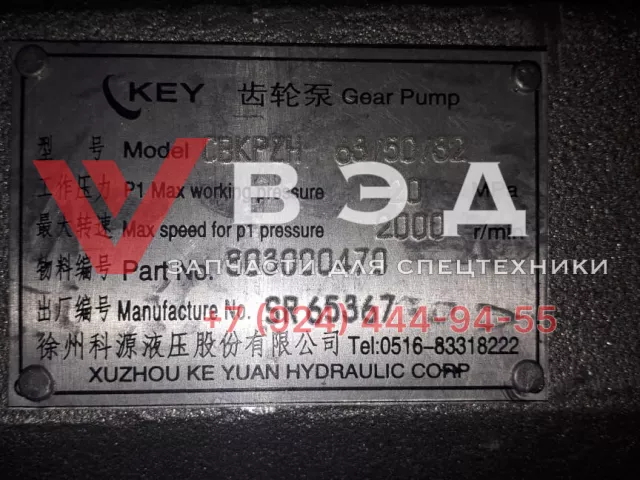 KEY 齿轮泵 Gear Pump
型 号 Model CBKPZH 63/50/32
工作压力 P1 Max working pressure 20 MPa
最大转速 Max speed for p1 pressure 2000 r/min
ВЭД
物料编号 Part No. 803000470
ЗАПЧАСТИ ДЛЯ СПЕЦТЕХНИКИ
出厂编号 Manufacture No. SR65367
+7 (924) 444-94-55
徐州科源液压股份有限公司 Tel:0516-83318222
XUZHOU KE YUAN HYDRAULIC CORP